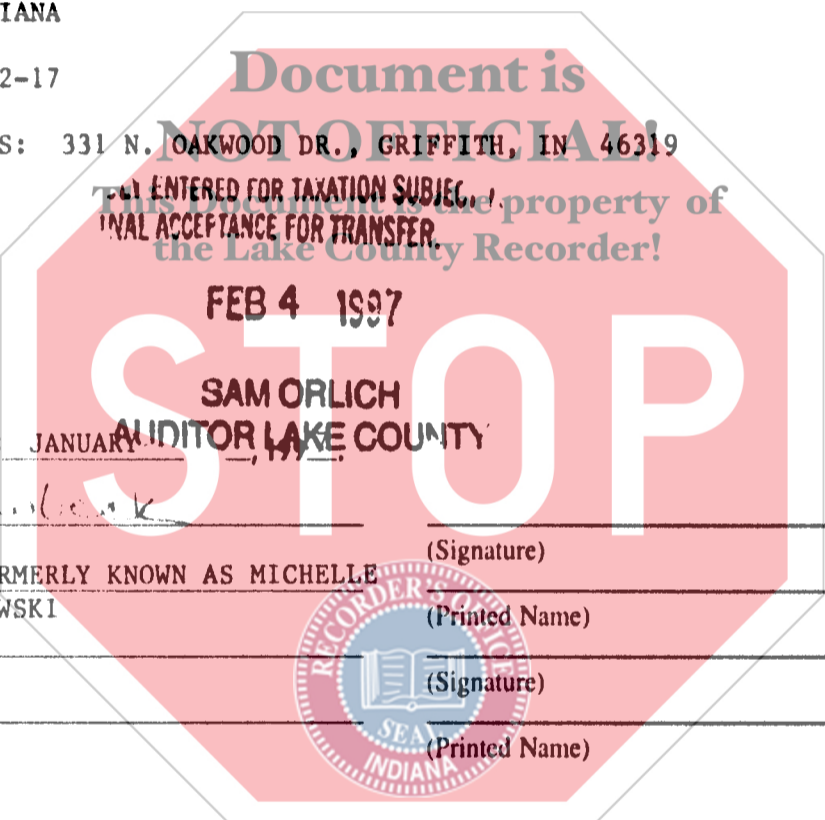 IANA
Document is
2-17
NOT OFFICIAL!
S: 331 N. OAKWOOD DR., GRIFFITH, IN 46319
ENTERED FOR TAXATION SUBJEC
This Document is the property of
INAL ACCEPTANCE FOR TRANSFER.
the Lake County Recorder!
FEB 4 1997
STOP
SAM ORLICH
AUDITOR LAKE COUNTY
JANUARY
(Signature)
RMERLY KNOWN AS MICHELLE
WSKI
(Printed Name)
(Signature)
(Printed Name)
RECORDER'S OFFICE
SEAL
INDIANA